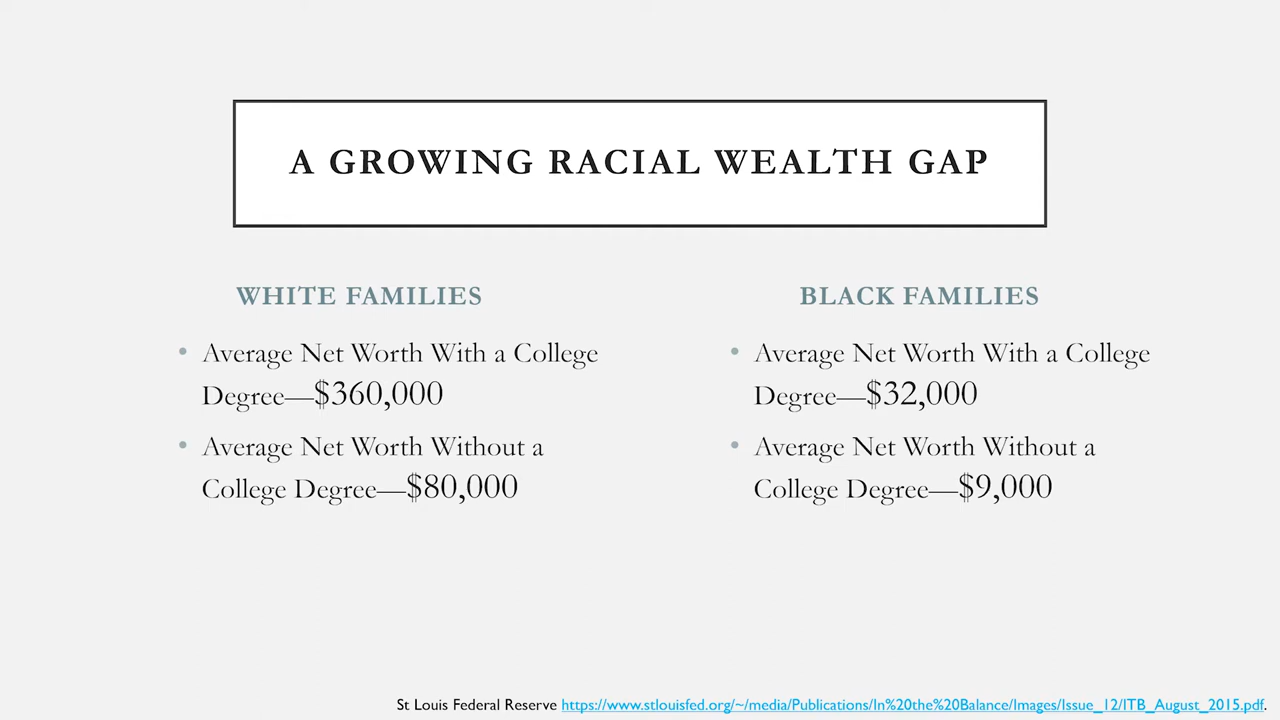 A GROWING RACIAL WEALTH GAP
WHITE FAMILIES
• Average Net Worth With a College
Degree—$360,000
• Average Net Worth Without a
College Degree—$80,000
BLACK FAMILIES
• Average Net Worth With a College
Degree—$32,000
• Average Net Worth Without a
College Degree—$9,000
St Louis Federal Reserve https://www.stlouisfed.org/~/media/Publications/In%20the%20Balance/Images/Issue_12/ITB_August_2015.pdf.